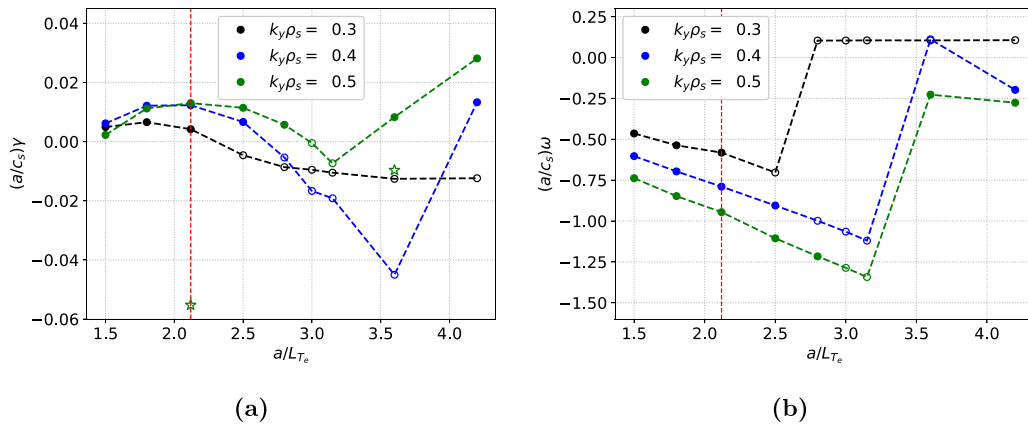 0.04
0.02
0.00
−0.02
−0.04
−0.06
(a/c_s)γ
k_yρ_s = 0.3
k_yρ_s = 0.4
k_yρ_s = 0.5
1.5 2.0 2.5 3.0 3.5 4.0
a/L_{T_e}
(a)
0.25
0.00
−0.25
−0.50
−0.75
−1.00
−1.25
−1.50
(a/c_s)ω
k_yρ_s = 0.3
k_yρ_s = 0.4
k_yρ_s = 0.5
1.5 2.0 2.5 3.0 3.5 4.0
a/L_{T_e}
(b)